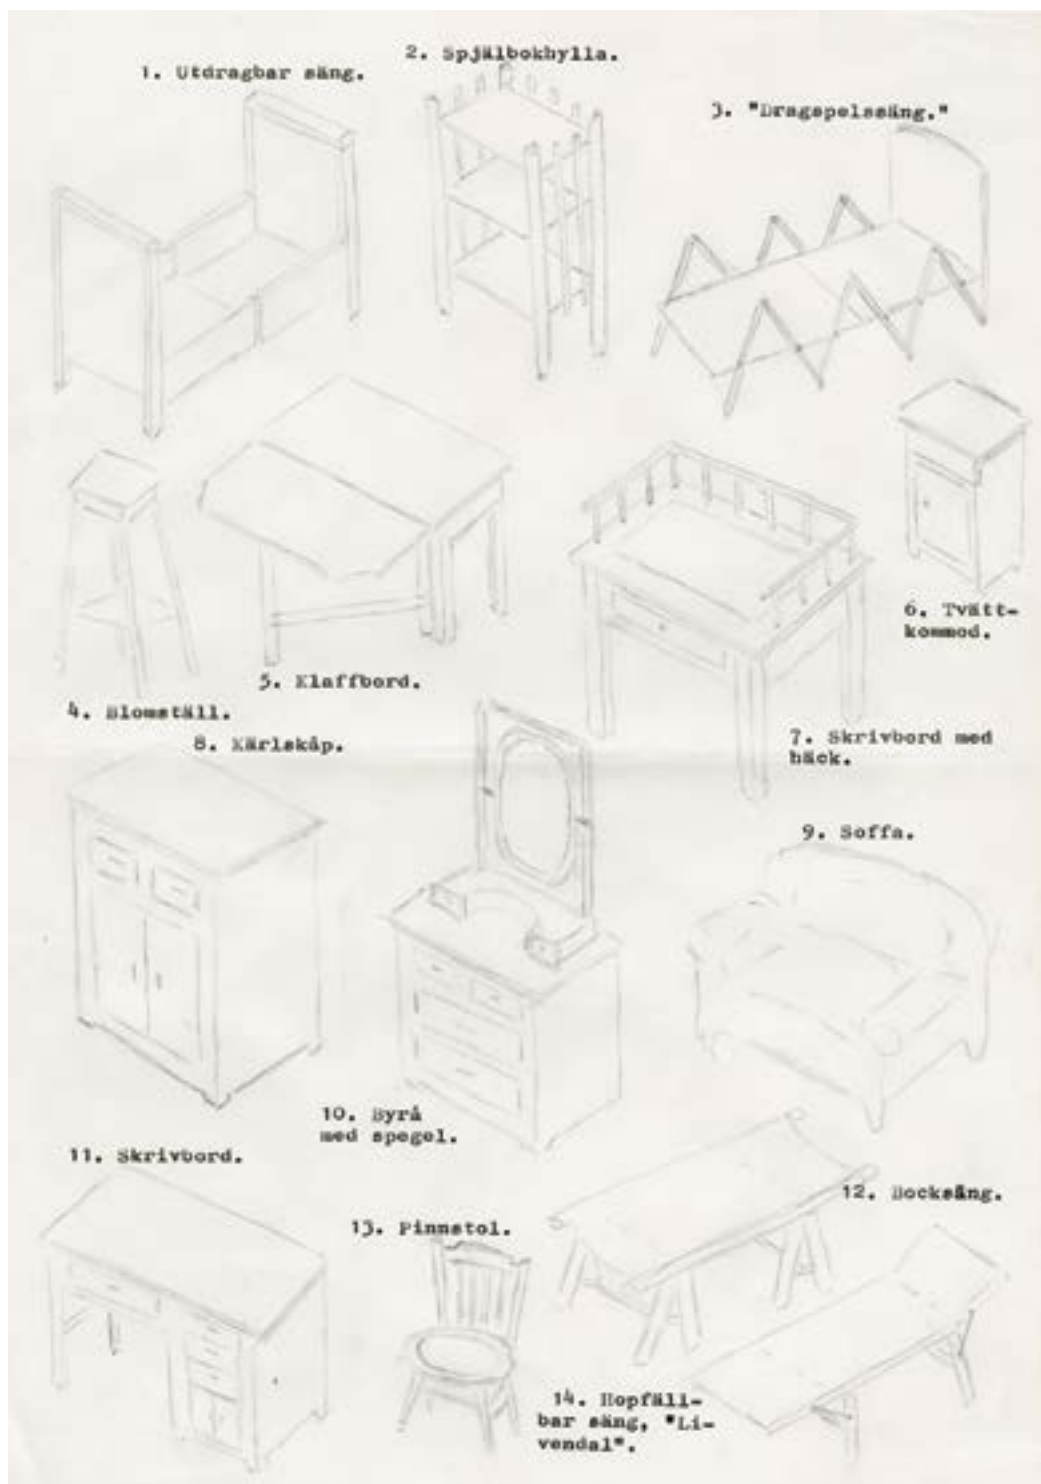 1. Utdragbar säng.
2. Spjälbokhylla.
3. "Dragspelssäng."
4. Blomställ.
5. Klaffbord.
6. Tvätt-
kommod.
7. Skrivbord med
häck.
8. Kärlskåp.
9. Soffa.
10. Byrå
med spegel.
11. Skrivbord.
12. Bocksäng.
13. Pinnstol.
14. Hopfäll-
bar säng, "Li-
vendal".